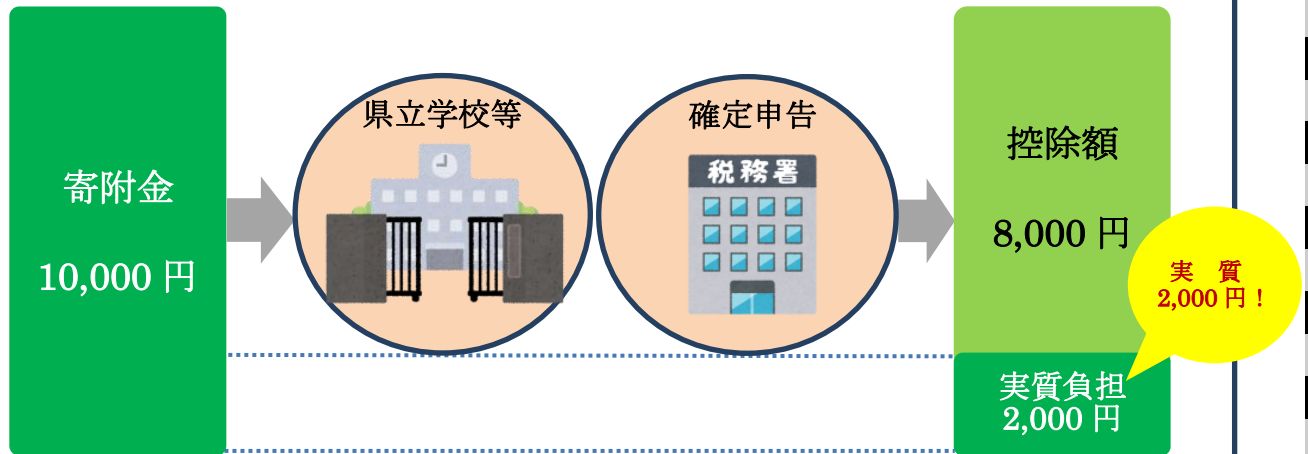 寄附金
10,000 円
県立学校等
確定申告
税務署
控除額
8,000 円
実　質
2,000 円！
実質負担
2,000 円